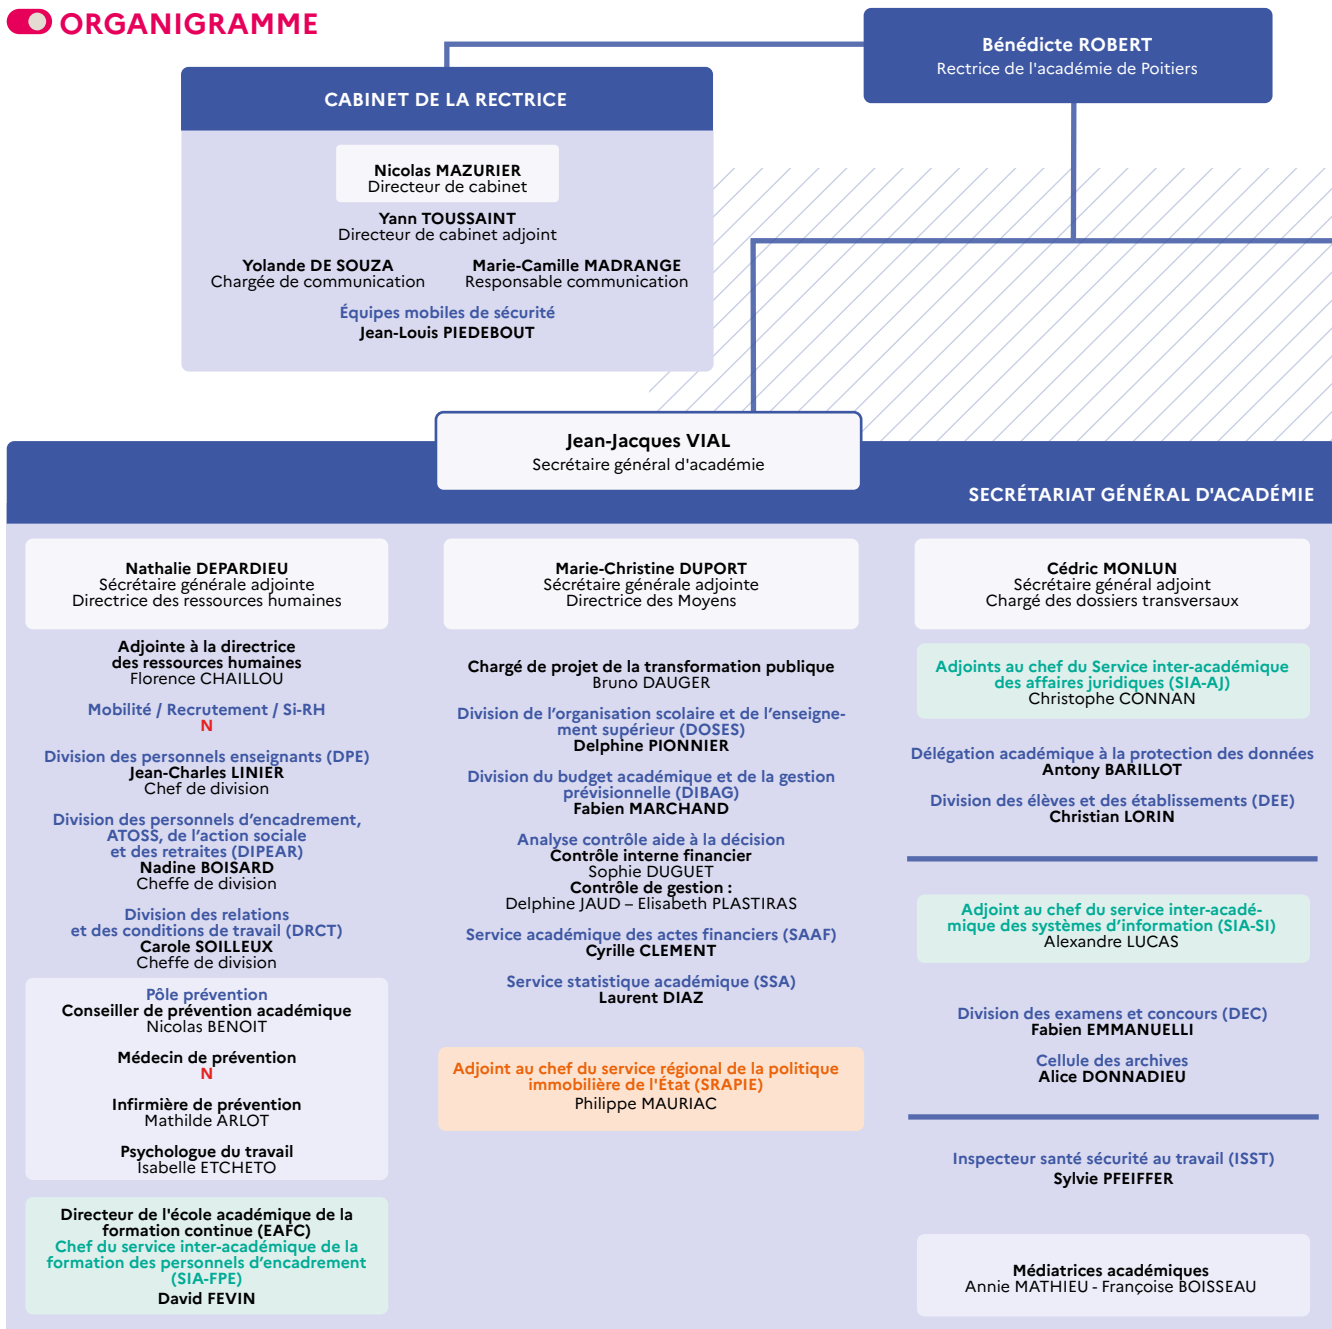 ORGANIGRAMME
Bénédicte ROBERT
Rectrice de l'académie de Poitiers
CABINET DE LA RECTRICE
Nicolas MAZURIER
Directeur de cabinet
Yann TOUSSAINT
Directeur de cabinet adjoint
Yolande DE SOUZA
Chargée de communication
Marie-Camille MADRANGE
Responsable communication
Équipes mobiles de sécurité
Jean-Louis PIEDEBOUT
Jean-Jacques VIAL
Secrétaire général d'académie
SECRÉTARIAT GÉNÉRAL D'ACADÉMIE
Nathalie DEPARDIEU
Sécrétaire générale adjointe
Directrice des ressources humaines
Adjointe à la directrice
des ressources humaines
Florence CHAILLOU
Mobilité / Recrutement / Si-RH
N
Division des personnels enseignants (DPE)
Jean-Charles LINIER
Chef de division
Division des personnels d’encadrement,
ATOSS, de l’action sociale
et des retraites (DIPEAR)
Nadine BOISARD
Cheffe de division
Division des relations
et des conditions de travail (DRCT)
Carole SOILLEUX
Cheffe de division
Pôle prévention
Conseiller de prévention académique
Nicolas BENOIT
Médecin de prévention
N
Infirmière de prévention
Mathilde ARLOT
Psychologue du travail
Isabelle ETCHETO
Directeur de l'école académique de la
formation continue (EAFC)
Chef du service inter-académique de la
formation des personnels d’encadrement
(SIA-FPE)
David FEVIN
Marie-Christine DUPORT
Sécrétaire générale adjointe
Directrice des Moyens
Chargé de projet de la transformation publique
Bruno DAUGER
Division de l’organisation scolaire et de l’enseigne-
ment supérieur (DOSES)
Delphine PIONNIER
Division du budget académique et de la gestion
prévisionnelle (DIBAG)
Fabien MARCHAND
Analyse contrôle aide à la décision
Contrôle interne financier
Sophie DUGUET
Contrôle de gestion :
Delphine JAUD – Elisabeth PLASTIRAS
Service académique des actes financiers (SAAF)
Cyrille CLEMENT
Service statistique académique (SSA)
Laurent DIAZ
Adjoint au chef du service régional de la politique
immobilière de l'État (SRAPIE)
Philippe MAURIAC
Cédric MONLUN
Sécrétaire général adjoint
Chargé des dossiers transversaux
Adjoints au chef du Service inter-académique
des affaires juridiques (SIA-AJ)
Christophe CONNAN
Délégation académique à la protection des données
Antony BARILLOT
Division des élèves et des établissements (DEE)
Christian LORIN
Adjoint au chef du service inter-acadé-
mique des systèmes d’information (SIA-SI)
Alexandre LUCAS
Division des examens et concours (DEC)
Fabien EMMANUELLI
Cellule des archives
Alice DONNADIEU
Inspecteur santé sécurité au travail (ISST)
Sylvie PFEIFFER
Médiatrices académiques
Annie MATHIEU - Françoise BOISSEAU